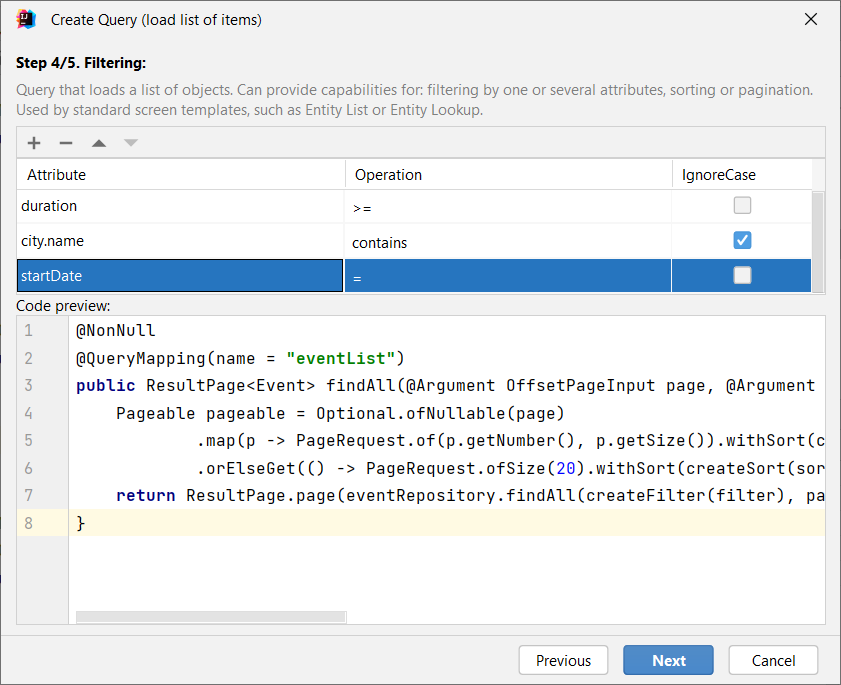 Create Query (load list of items)
Step 4/5. Filtering:
Query that loads a list of objects. Can provide capabilities for: filtering by one or several attributes, sorting or pagination.
Used by standard screen templates, such as Entity List or Entity Lookup.
Attribute Operation IgnoreCase
duration >=
city.name contains
startDate =
Code preview:
1 @NonNull
2 @QueryMapping(name = "eventList")
3 public ResultPage<Event> findAll(@Argument OffsetPageInput page, @Argument
4 Pageable pageable = Optional.ofNullable(page)
5 .map(p -> PageRequest.of(p.getNumber(), p.getSize()).withSort(c
6 .orElseGet(() -> PageRequest.ofSize(20).withSort(createSort(sor
7 return ResultPage.page(eventRepository.findAll(createFilter(filter), pa
8 }
Previous Next Cancel